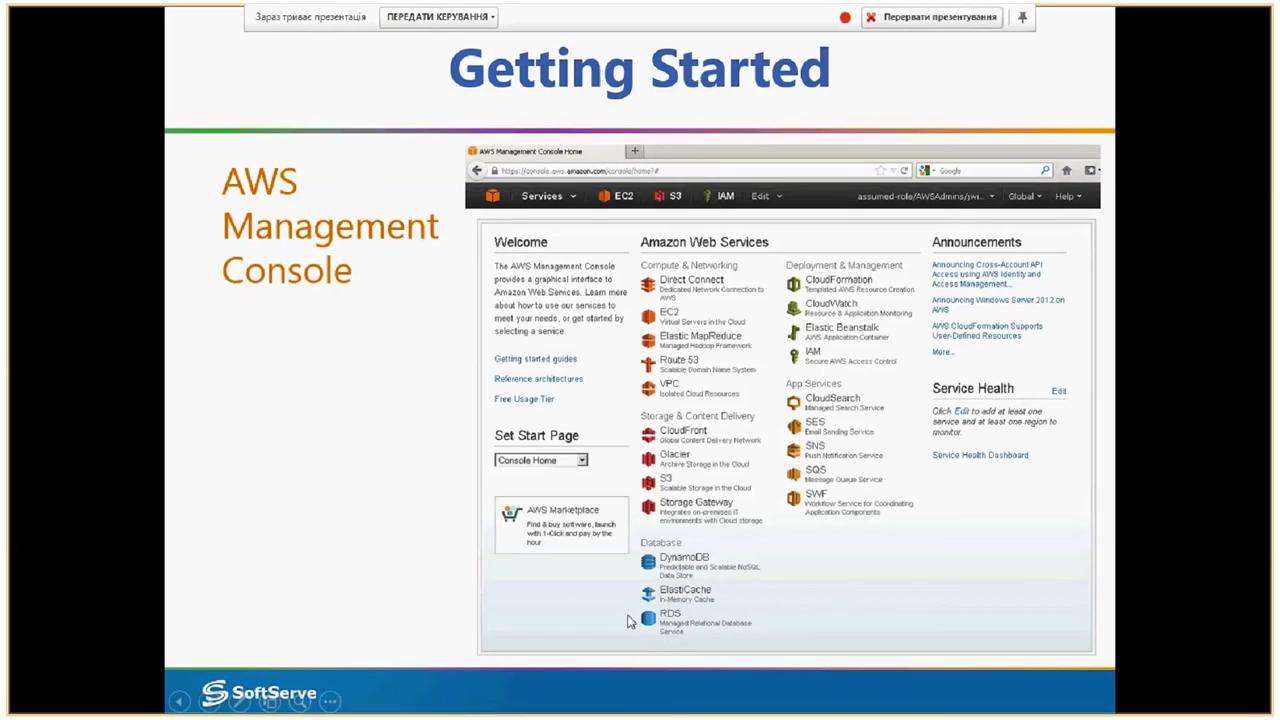 Зараз триває презентація
ПЕРЕДАТИ КЕРУВАННЯ
Перервати презентування
Getting Started
AWS
Management
Console
AWS Management Console Home
https://console.aws.amazon.com/console/home?#
Google
Services
EC2
S3
IAM
Edit
assumed-role/AWSAdmins/jwi...
Global
Help
Welcome
The AWS Management Console
provides a graphical interface to
Amazon Web Services. Learn more
about how to use our services to
meet your needs, or get started by
selecting a service.
Getting started guides
Reference architectures
Free Usage Tier
Set Start Page
Console Home
AWS Marketplace
Find & buy software, launch
with 1-Click and pay by the
hour.
Amazon Web Services
Compute & Networking
Direct Connect
Dedicated Network Connection to
AWS
EC2
Virtual Servers in the Cloud
Elastic MapReduce
Managed Hadoop Framework
Route 53
Scalable Domain Name System
VPC
Isolated Cloud Resources
Storage & Content Delivery
CloudFront
Global Content Delivery Network
Glacier
Archive Storage in the Cloud
S3
Scalable Storage in the Cloud
Storage Gateway
Integrates on-premises IT
environments with Cloud storage
Database
DynamoDB
Predictable and Scalable NoSQL
Data Store
ElastiCache
In-Memory Cache
RDS
Managed Relational Database
Service
Deployment & Management
CloudFormation
Templated AWS Resource Creation
CloudWatch
Resource & Application Monitoring
Elastic Beanstalk
AWS Application Container
IAM
Secure AWS Access Control
App Services
CloudSearch
Managed Search Service
SES
Email Sending Service
SNS
Push Notification Service
SQS
Message Queue Service
SWF
Workflow Service for Coordinating
Application Components
Announcements
Announcing Cross-Account API
Access using AWS Identity and
Access Management...
Announcing Windows Server 2012 on
AWS
AWS CloudFormation Supports
User-Defined Resources
More...
Service Health
Edit
Click Edit to add at least one
service and at least one region to
monitor.
Service Health Dashboard
SoftServe